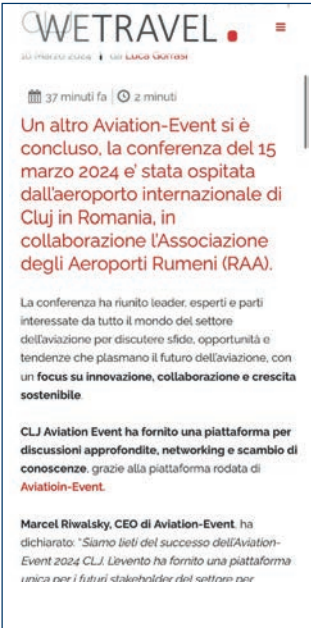 WETRAVEL.
Luca Gorrasi
37 minuti fa | 2 minuti
Un altro Aviation-Event si è
concluso, la conferenza del 15
marzo 2024 e' stata ospitata
dall'aeroporto internazionale di
Cluj in Romania, in
collaborazione l'Associazione
degli Aeroporti Rumeni (RAA).
La conferenza ha riunito leader, esperti e parti
interessate da tutto il mondo del settore
dell'aviazione per discutere sfide, opportunità e
tendenze che plasmano il futuro dell'aviazione, con
un focus su innovazione, collaborazione e crescita
sostenibile.
CLJ Aviation Event ha fornito una piattaforma per
discussioni approfondite, networking e scambio di
conoscenze, grazie alla piattaforma rodata di
Aviatioin-Event.
Marcel Riwalsky, CEO di Aviation-Event, ha
dichiarato: "Siamo lieti del successo dell'Aviation-
Event 2024 CLJ. L'evento ha fornito una piattaforma
unica per i futuri stakeholder del settore per